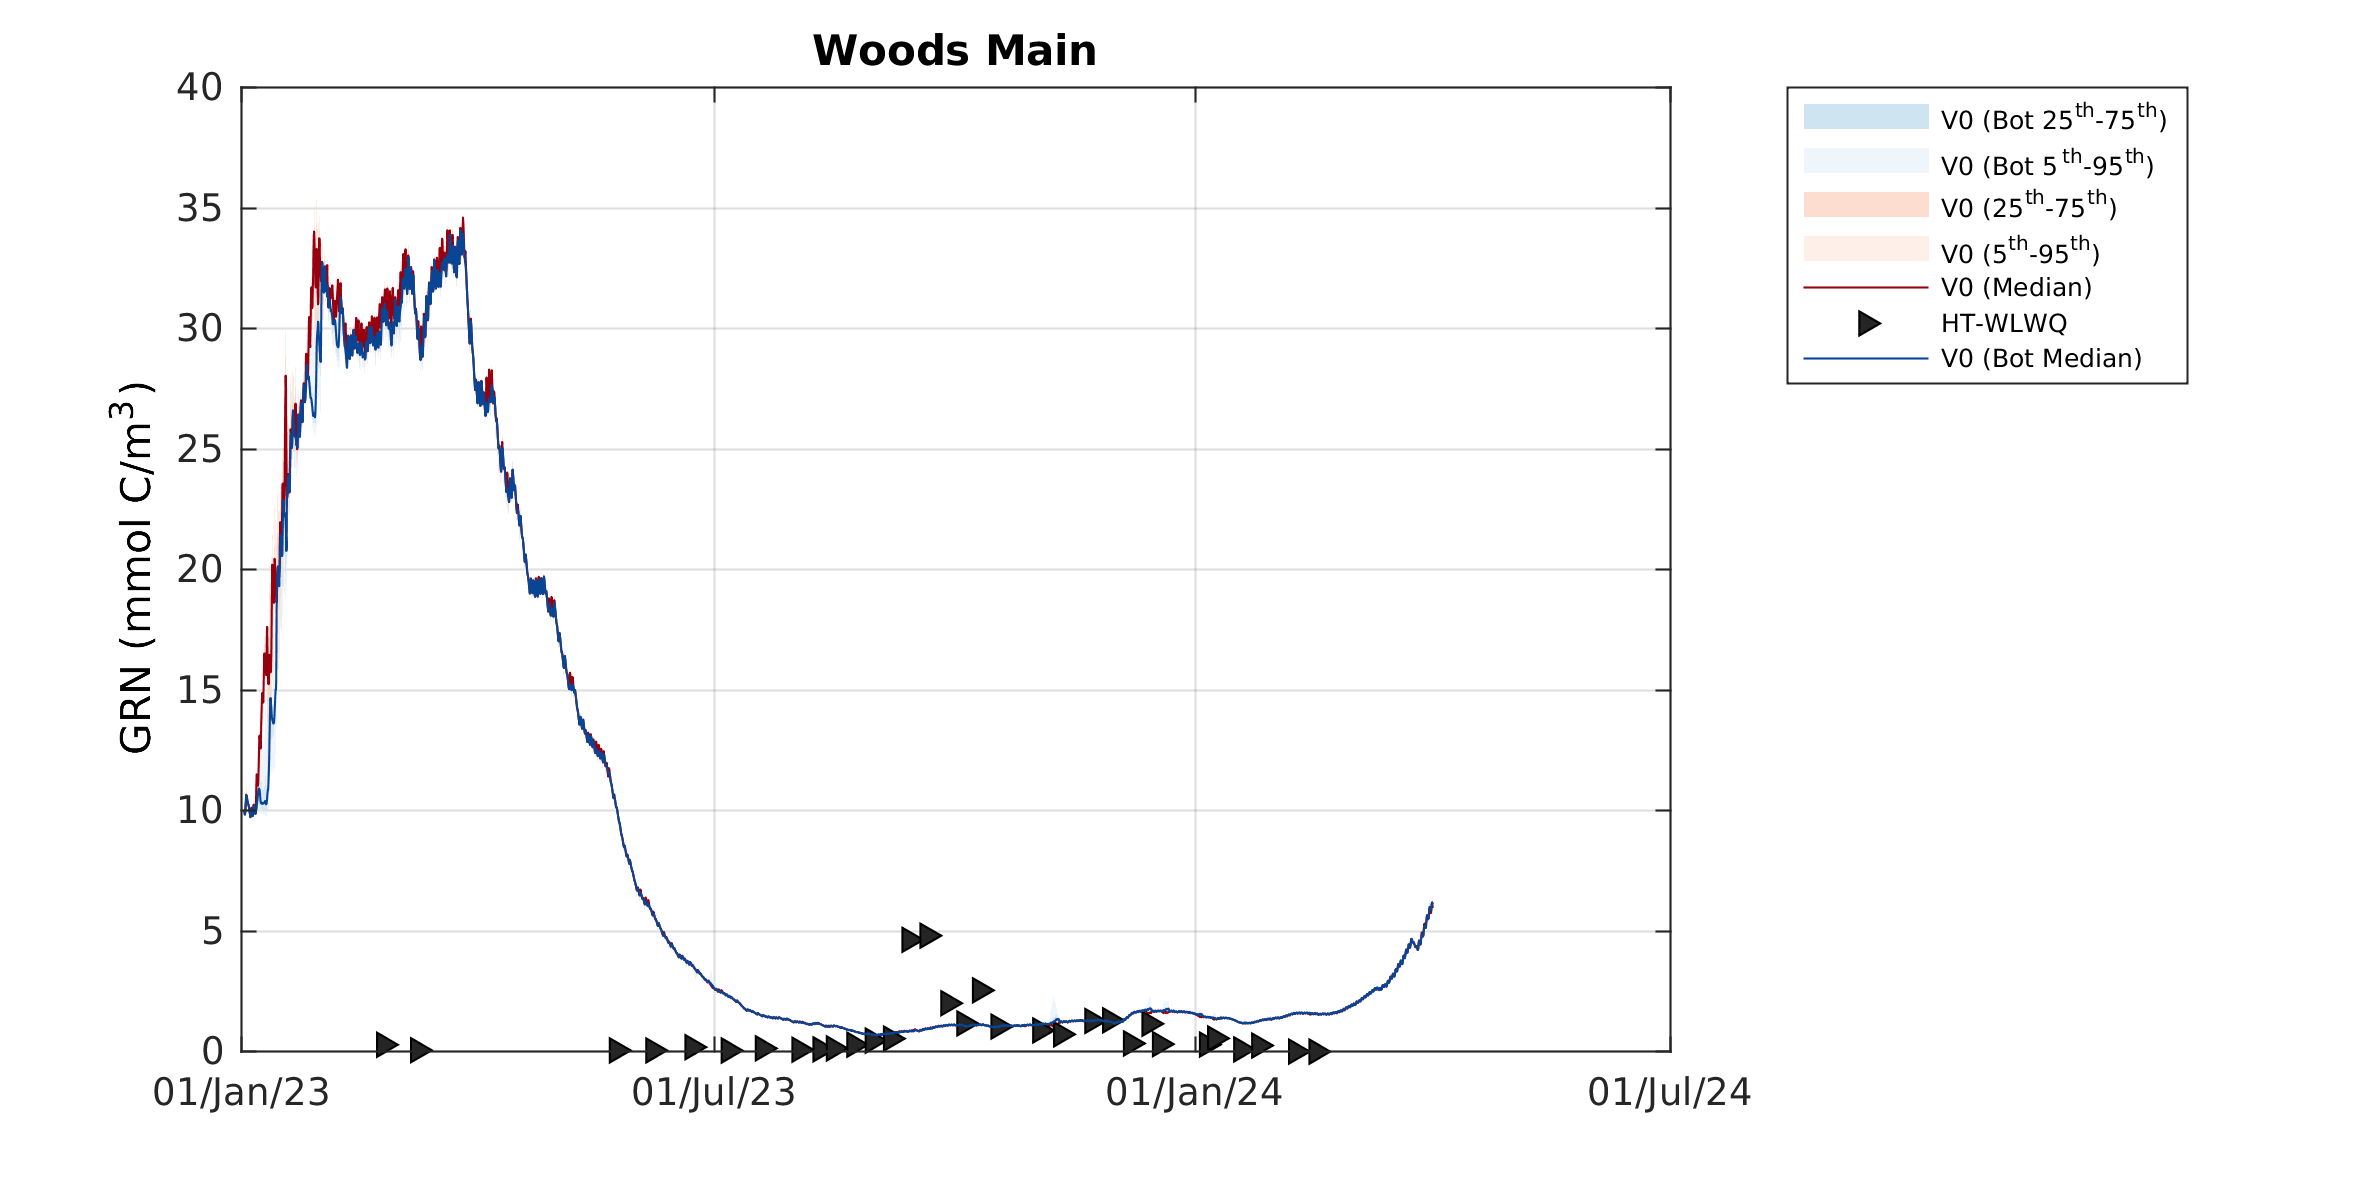 Woods Main
GRN (mmol C/m³)
40
35
30
25
20
15
10
5
0
01/Jan/23
01/Jul/23
01/Jan/24
01/Jul/24
V0 (Bot 25th-75th)
V0 (Bot 5th-95th)
V0 (25th-75th)
V0 (5th-95th)
V0 (Median)
HT-WLWQ
V0 (Bot Median)